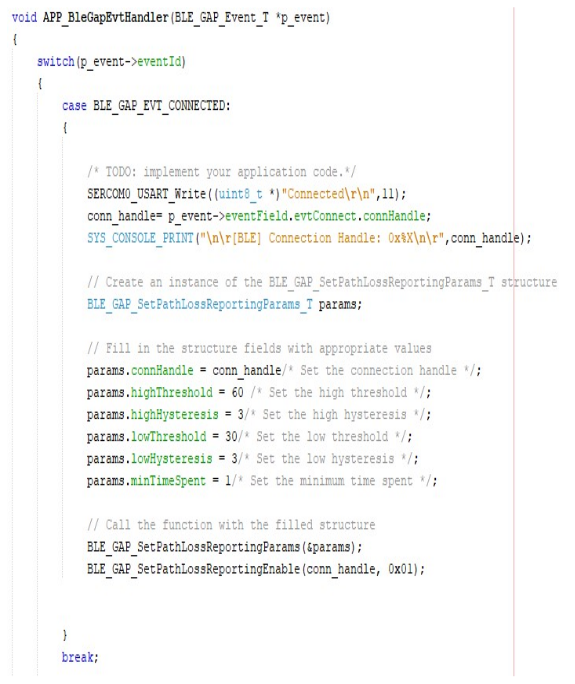 void APP_BleGapEvtHandler(BLE_GAP_Event_T *p_event)
{
switch(p_event->eventId)
{
case BLE_GAP_EVT_CONNECTED:
{
/* TODO: implement your application code.*/
SERCOM0_USART_Write((uint8_t *)"Connected\r\n",11);
conn_handle= p_event->eventField.evtConnect.connHandle;
SYS_CONSOLE_PRINT("\n\r[BLE] Connection Handle: 0x%X\n\r",conn_handle);
// Create an instance of the BLE_GAP_SetPathLossReportingParams_T structure
BLE_GAP_SetPathLossReportingParams_T params;
// Fill in the structure fields with appropriate values
params.connHandle = conn_handle/* Set the connection handle */;
params.highThreshold = 60 /* Set the high threshold */;
params.highHysteresis = 3/* Set the high hysteresis */;
params.lowThreshold = 30/* Set the low threshold */;
params.lowHysteresis = 3/* Set the low hysteresis */;
params.minTimeSpent = 1/* Set the minimum time spent */;
// Call the function with the filled structure
BLE_GAP_SetPathLossReportingParams(&params);
BLE_GAP_SetPathLossReportingEnable(conn_handle, 0x01);
}
break;